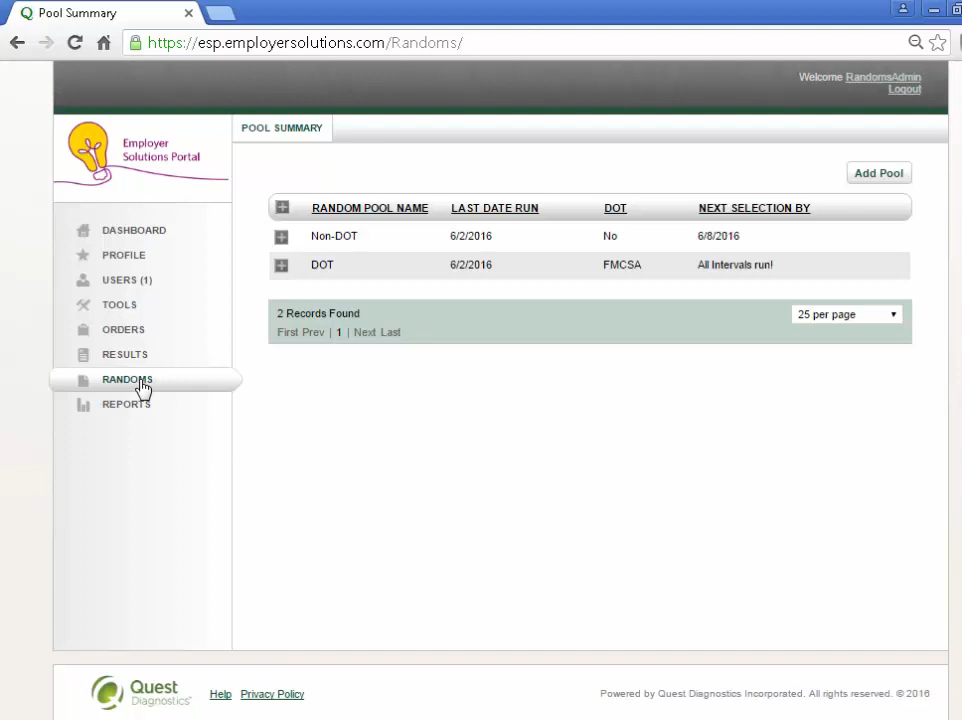 Q Pool Summary
https://esp.employersolutions.com/Randoms/
Welcome RandomsAdmin
Logout
Employer
Solutions Portal
POOL SUMMARY
Add Pool
RANDOM POOL NAME LAST DATE RUN DOT NEXT SELECTION BY
Non-DOT 6/2/2016 No 6/8/2016
DOT 6/2/2016 FMCSA All Intervals run!
2 Records Found
25 per page
First Prev | 1 | Next Last
DASHBOARD
PROFILE
USERS (1)
TOOLS
ORDERS
RESULTS
RANDOMS
REPORTS
Quest
Diagnostics™
Help Privacy Policy
Powered by Quest Diagnostics Incorporated. All rights reserved. © 2016